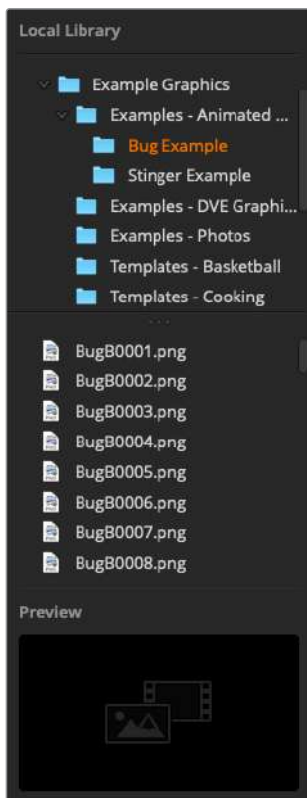 Local Library
Example Graphics
Examples - Animated ...
Bug Example
Stinger Example
Examples - DVE Graphi...
Examples - Photos
Templates - Basketball
Templates - Cooking
BugB0001.png
BugB0002.png
BugB0003.png
BugB0004.png
BugB0005.png
BugB0006.png
BugB0007.png
BugB0008.png
Preview